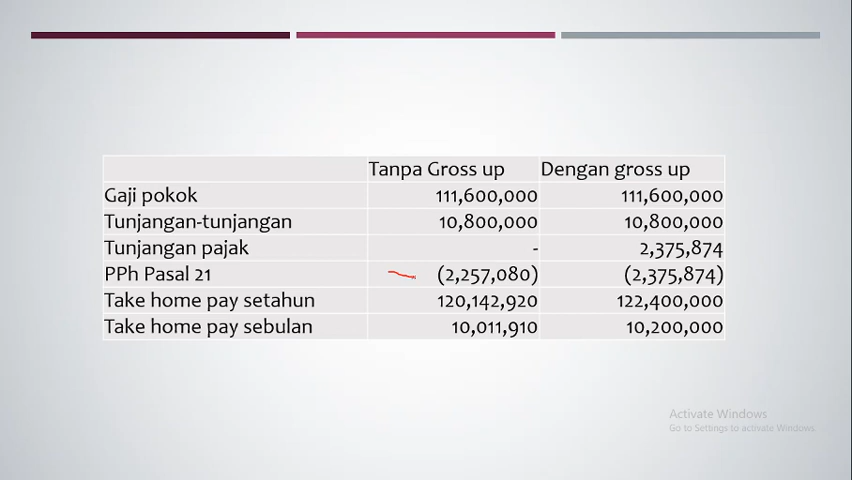 Tanpa Gross up Dengan gross up
Gaji pokok 111,600,000 111,600,000
Tunjangan-tunjangan 10,800,000 10,800,000
Tunjangan pajak - 2,375,874
PPh Pasal 21 (2,257,080) (2,375,874)
Take home pay setahun 120,142,920 122,400,000
Take home pay sebulan 10,011,910 10,200,000
Activate Windows
Go to Settings to activate Windows.